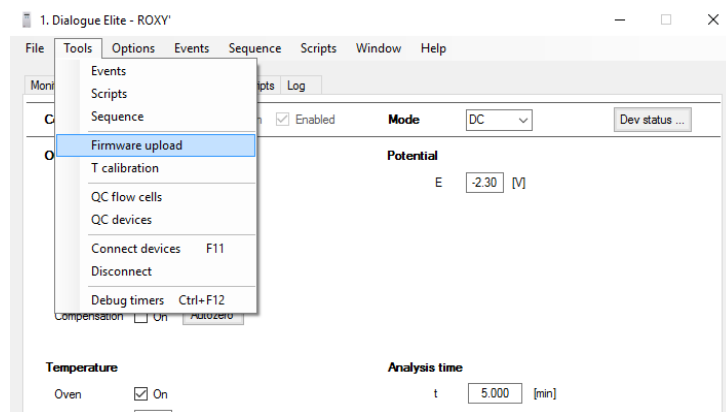 1. Dialogue Elite - ROXY'
File Tools Options Events Sequence Scripts Window Help
Log
Events
Scripts
Sequence
Enabled Mode DC Dev status ...
Firmware upload
Potential
T calibration
E -2.30 [V]
QC flow cells
QC devices
Connect devices F11
Disconnect
Debug timers Ctrl+F12
Compensation On Autozero
Temperature Analysis time
Oven On t 5.000 [min]